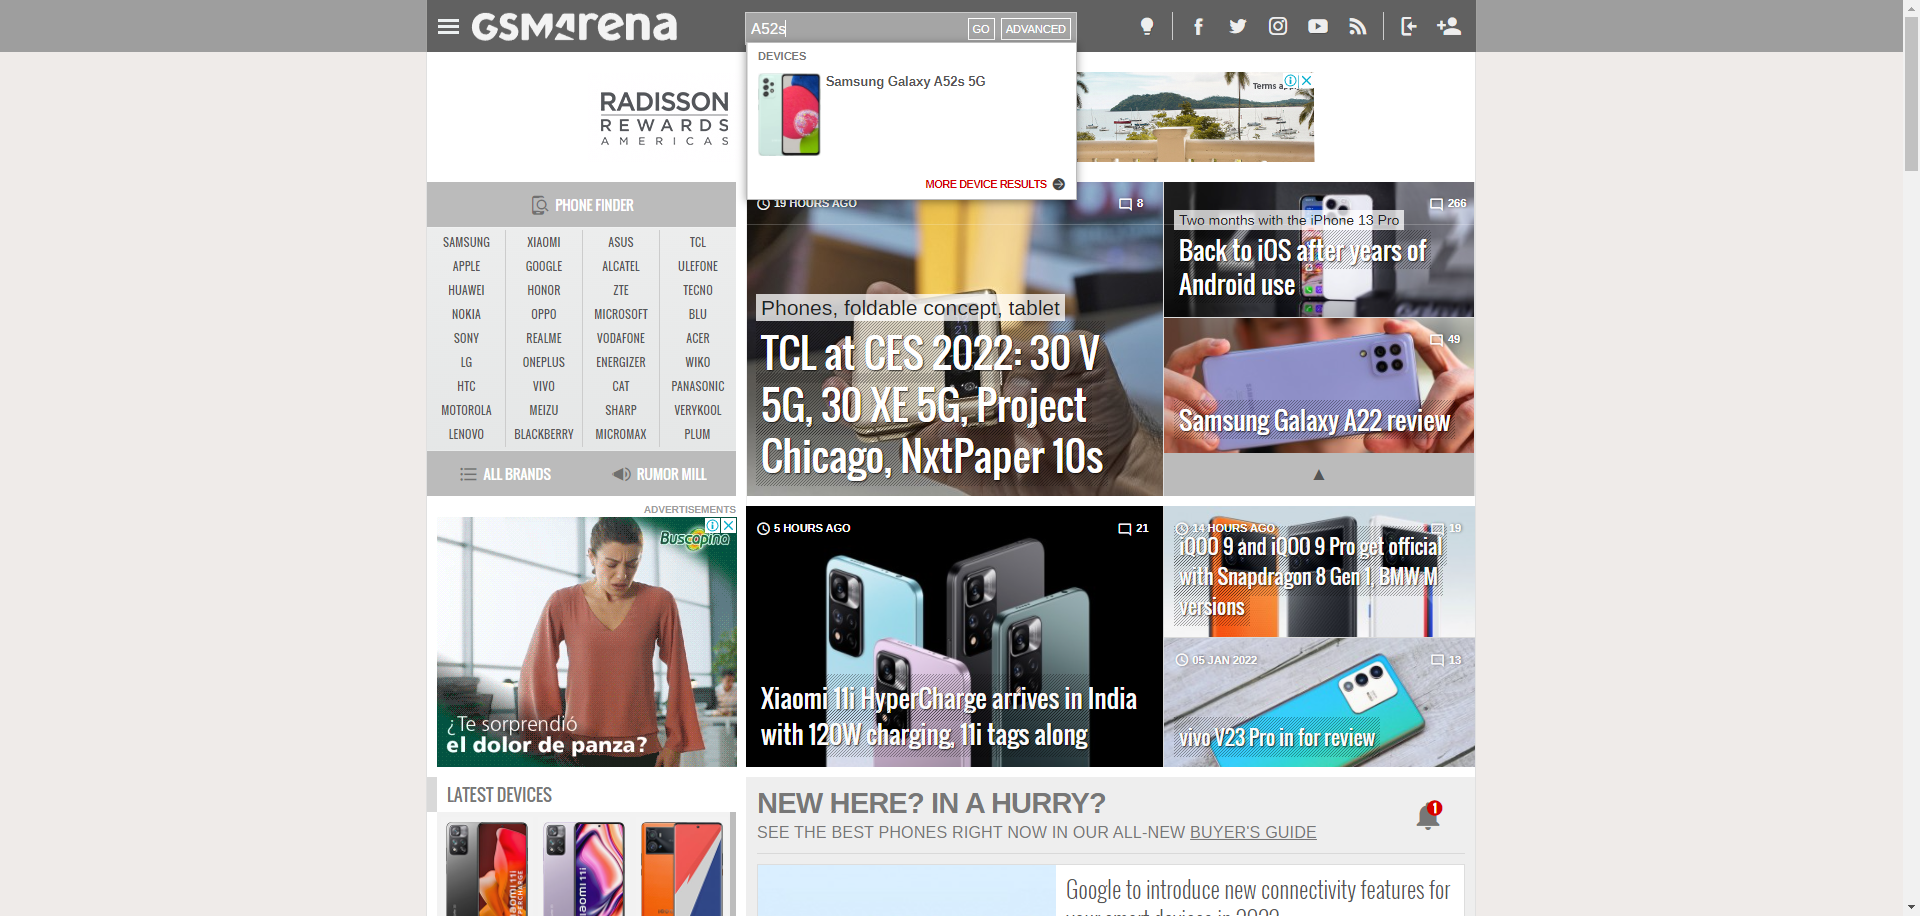 GSMArena
A52s
GO
ADVANCED
DEVICES
Samsung Galaxy A52s 5G
MORE DEVICE RESULTS
RADISSON
REWARDS
AMERICAS
Terms a
PHONE FINDER
SAMSUNG XIAOMI ASUS TCL
APPLE GOOGLE ALCATEL ULEFONE
HUAWEI HONOR ZTE TECNO
NOKIA OPPO MICROSOFT BLU
SONY REALME VODAFONE ACER
LG ONEPLUS ENERGIZER WIKO
HTC VIVO CAT PANASONIC
MOTOROLA MEIZU SHARP VERYKOOL
LENOVO BLACKBERRY MICROMAX PLUM
ALL BRANDS
RUMOR MILL
19 HOURS AGO
8
Phones, foldable concept, tablet
TCL at CES 2022: 30 V
5G, 30 XE 5G, Project
Chicago, NxtPaper 10s
266
Two months with the iPhone 13 Pro
Back to iOS after years of
Android use
49
Samsung Galaxy A22 review
▲
ADVERTISEMENTS
Buscapina
¿Te sorprendió
el dolor de panza?
5 HOURS AGO
21
Xiaomi 11i HyperCharge arrives in India
with 120W charging, 11i tags along
14 HOURS AGO
19
iQOO 9 and iQOO 9 Pro get official
with Snapdragon 8 Gen 1, BMW M
versions
05 JAN 2022
13
vivo V23 Pro in for review
LATEST DEVICES
NEW HERE? IN A HURRY?
SEE THE BEST PHONES RIGHT NOW IN OUR ALL-NEW BUYER'S GUIDE
1
Google to introduce new connectivity features for
your smart devices in 2022